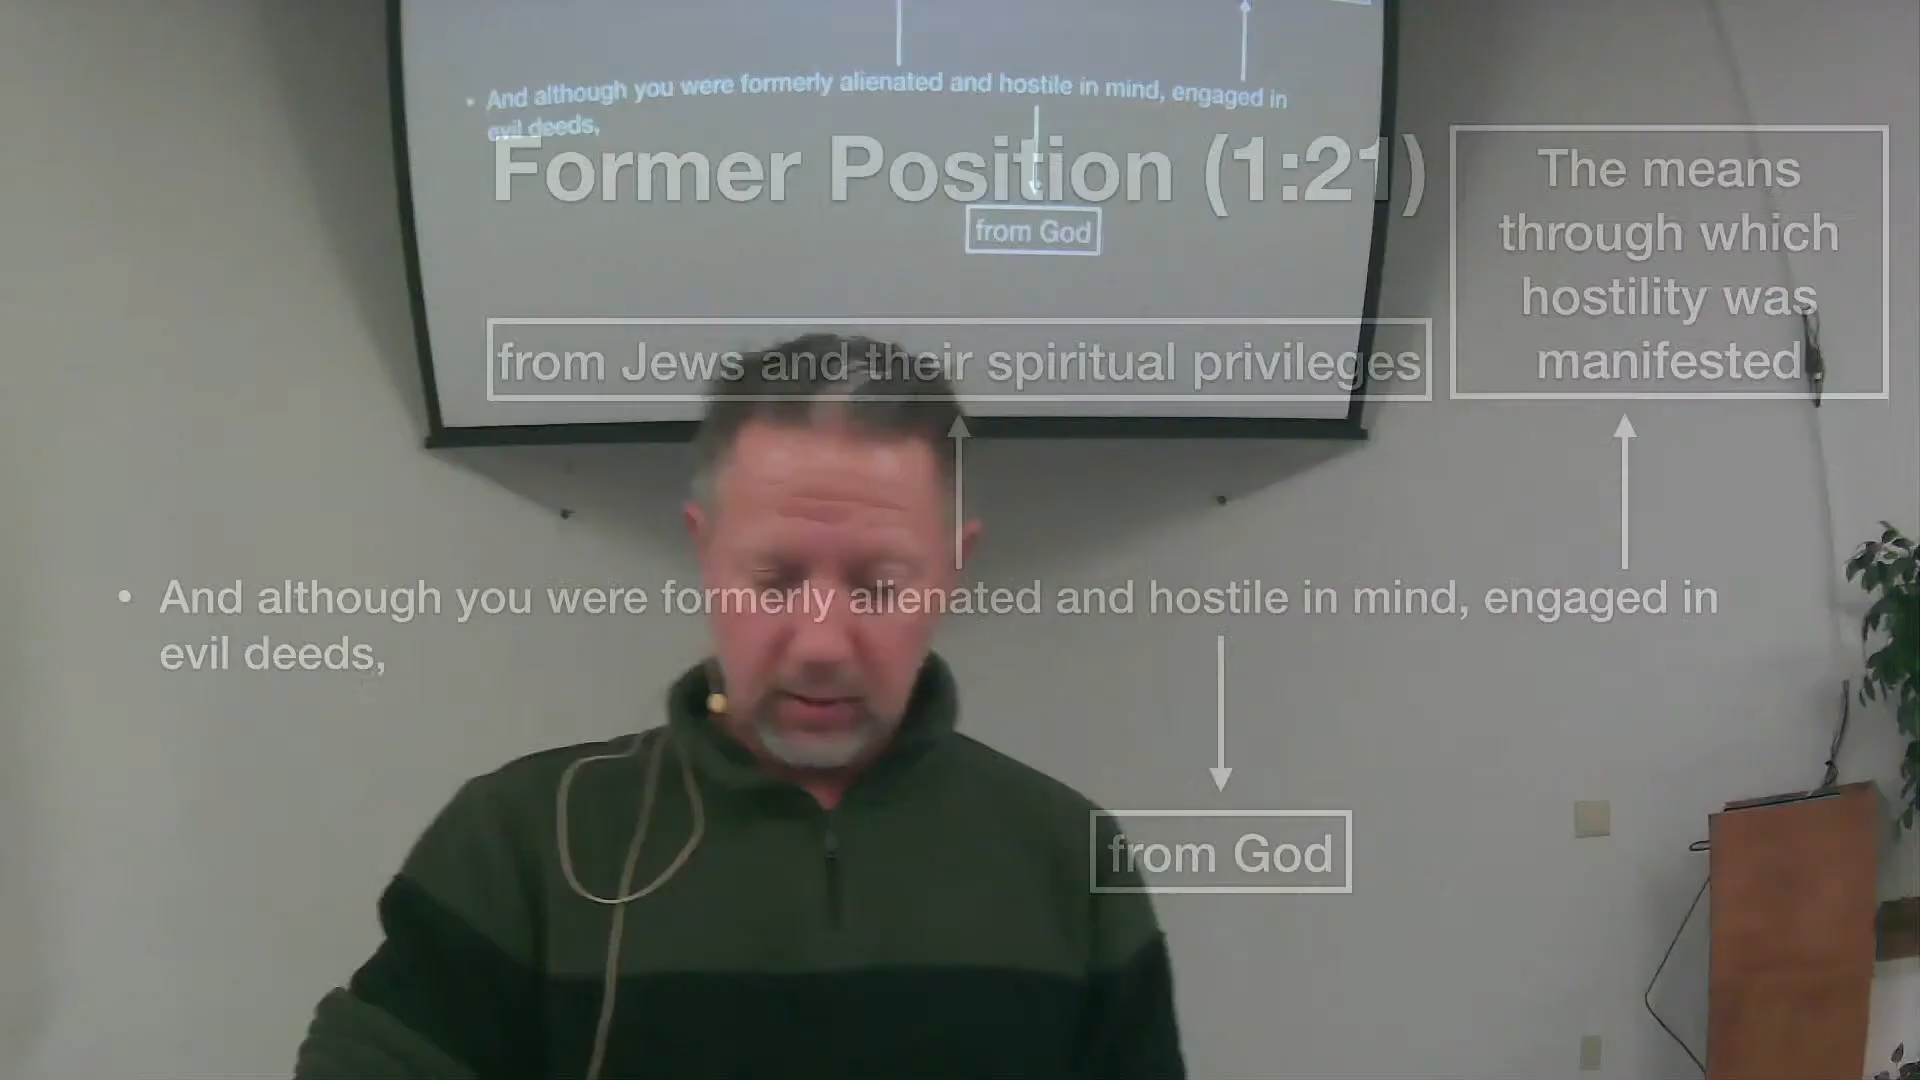 • And although you were formerly alienated and hostile in mind, engaged in
evil deeds,
from God
Former Position (1:21)
The means
through which
hostility was
manifested
from Jews and their spiritual privileges
• And although you were formerly alienated and hostile in mind, engaged in
evil deeds,
from God